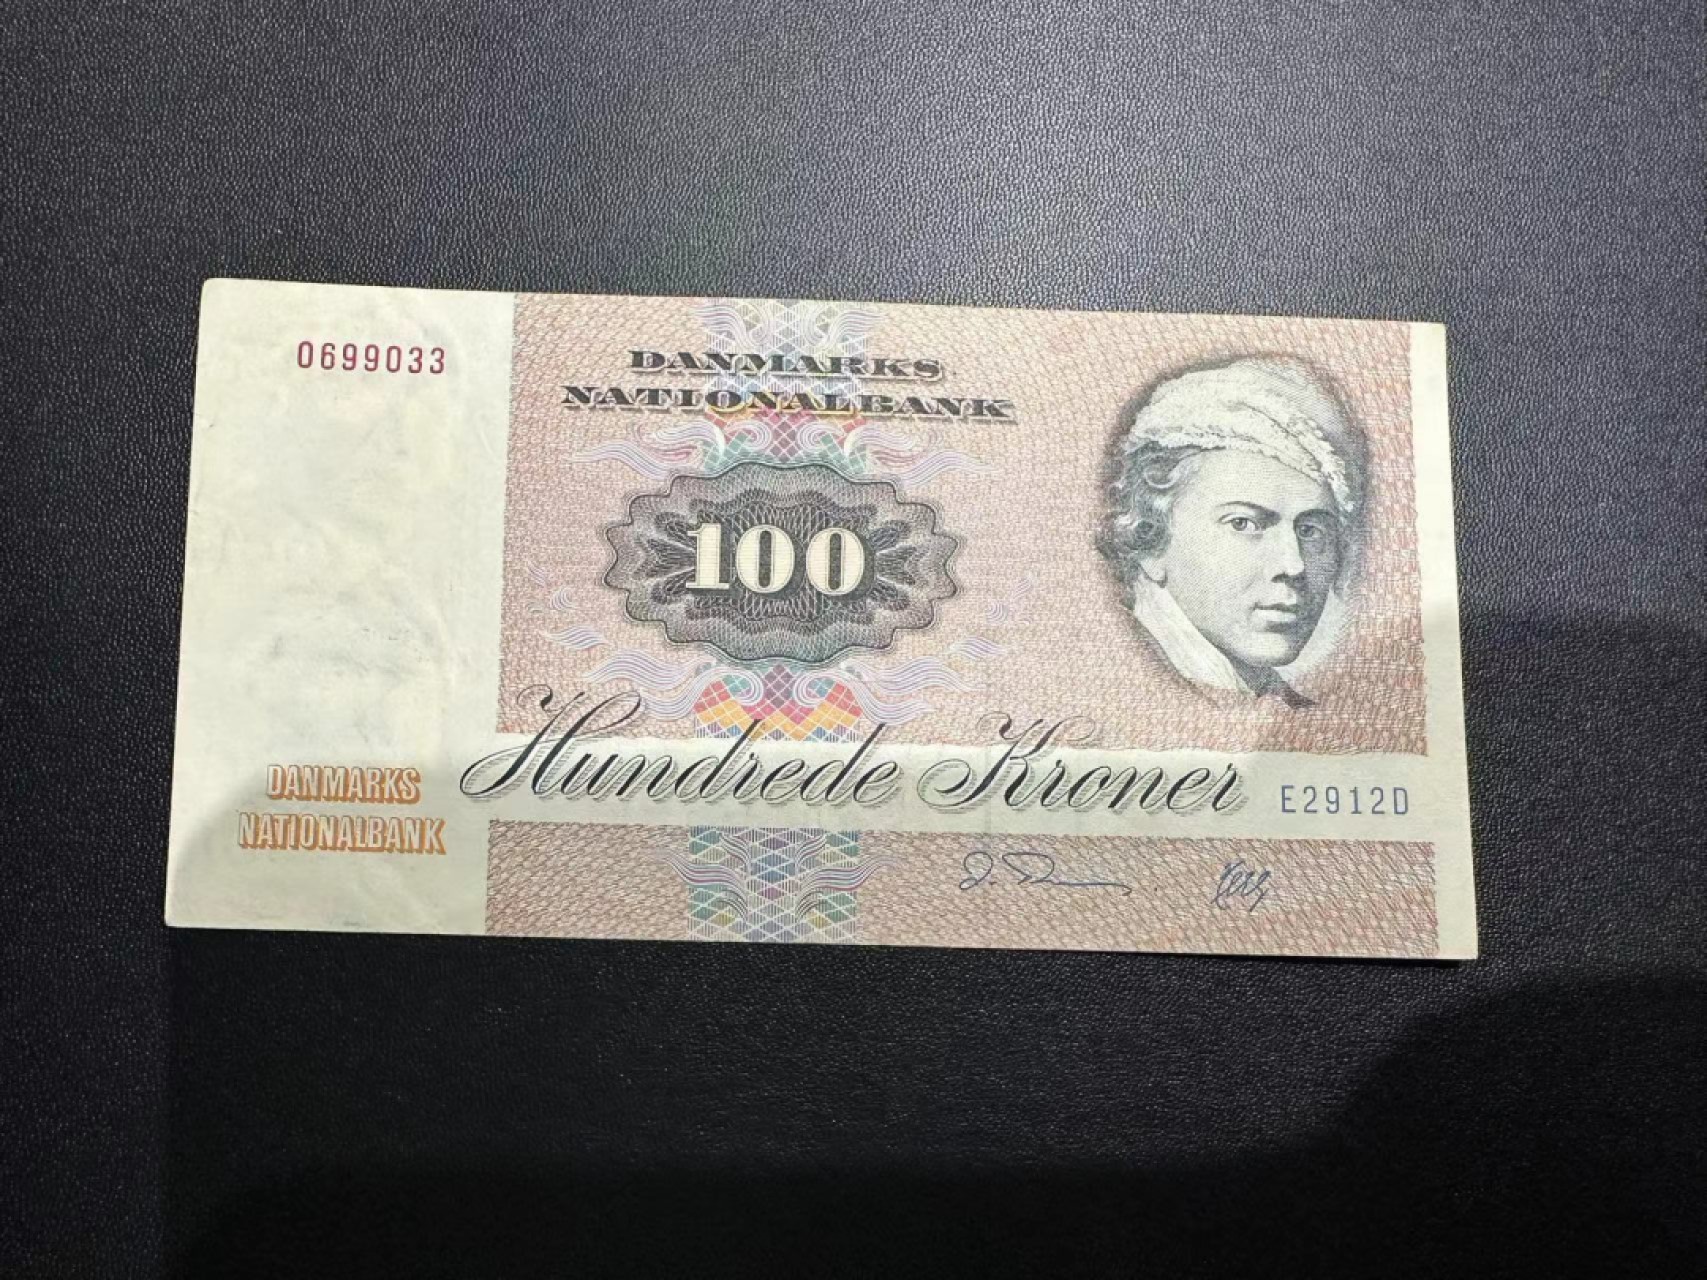 0699033
DANMARKS
NATIONALBANK
100
Hundrede Kroner
E2912D
DANMARKS
NATIONALBANK